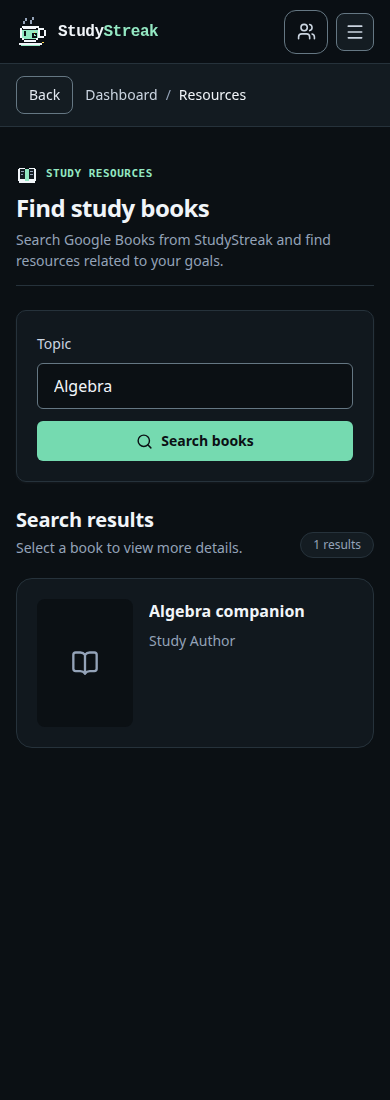 StudyStreak
Back Dashboard / Resources
STUDY RESOURCES
Find study books
Search Google Books from StudyStreak and find
resources related to your goals.
Topic
Algebra
Search books
Search results
Select a book to view more details.
1 results
Algebra companion
Study Author